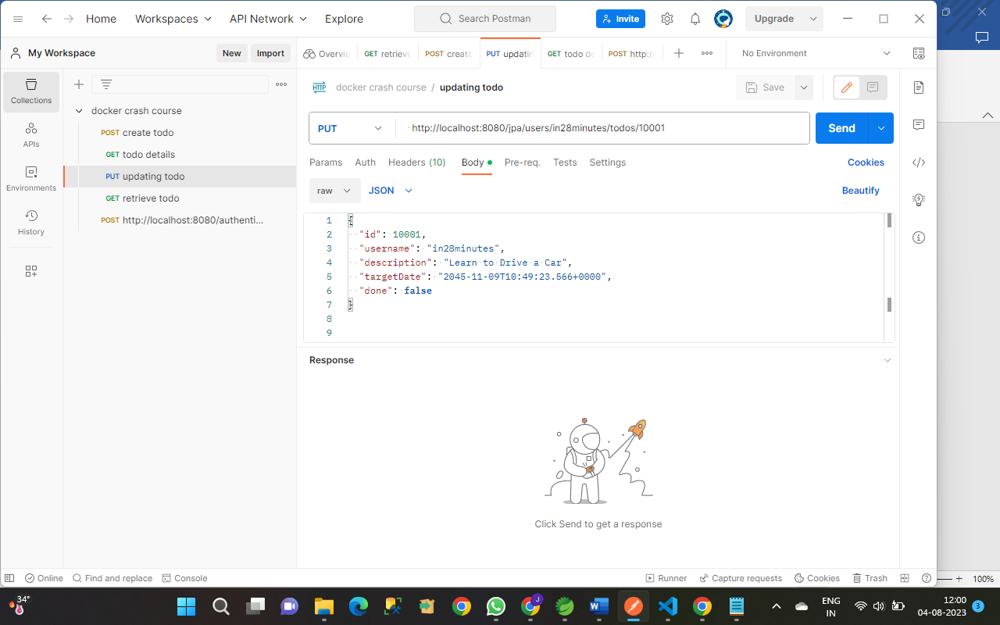 Home Workspaces API Network Explore Search Postman Invite Upgrade
My Workspace New Import Overvie GET retrieve POST create PUT updatin GET todo de POST http:/ No Environment
docker crash course / updating todo Save
Collections
docker crash course
POST create todo
GET todo details
PUT updating todo
GET retrieve todo
POST http://localhost:8080/authenti...
APIs
Environments
History
HTTP
PUT http://localhost:8080/jpa/users/in28minutes/todos/10001 Send
Params Auth Headers (10) Body Pre-req. Tests Settings Cookies
raw JSON Beautify
1 {
2 "id": 10001,
3 "username": "in28minutes",
4 "description": "Learn to Drive a Car",
5 "targetDate": "2045-11-09T10:49:23.566+0000",
6 "done": false
7 }
8
9
Response
Click Send to get a response
Online Find and replace Console Runner Capture requests Cookies Trash
100%
34°
J
ENG
IN
12:00
04-08-2023
3